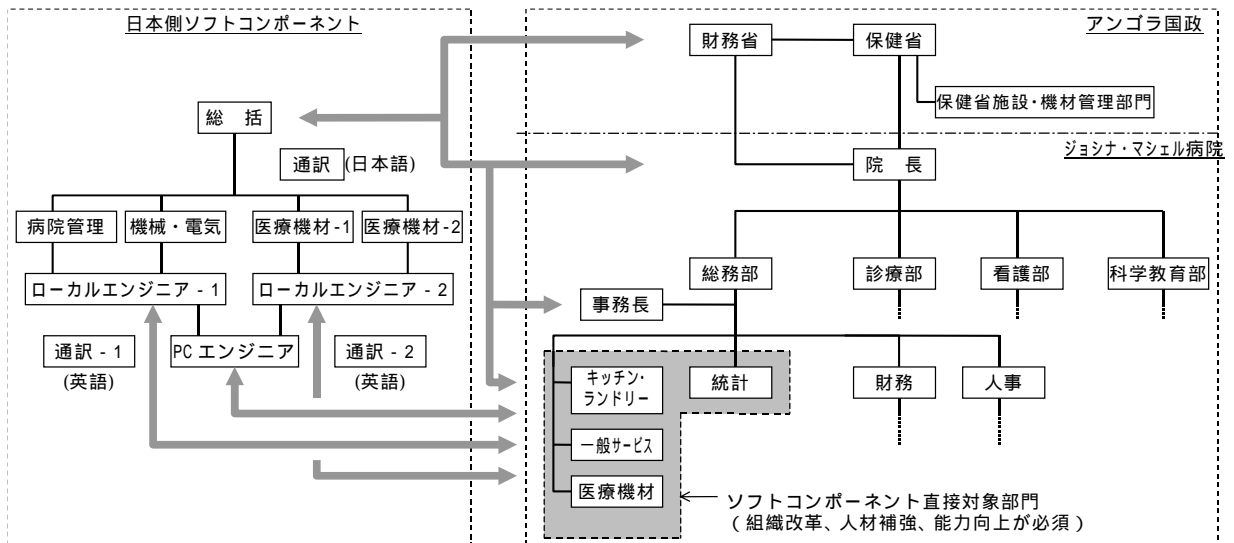 日本側ソフトコンポーネント
総　括
通訳 (日本語)
病院管理
機械・電気
医療機材-1
医療機材-2
ローカルエンジニア - 1
ローカルエンジニア - 2
通訳 - 1
(英語)
PC エンジニア
通訳 - 2
(英語)
アンゴラ国政
財務省
保健省
保健省施設・機材管理部門
ジョシナ・マシェル病院
院　長
総務部
診療部
看護部
科学教育部
事務長
キッチン・
ランドリー
統計
財務
人事
一般サービス
医療機材
ソフトコンポーネント直接対象部門
（組織改革、人材補強、能力向上が必須）